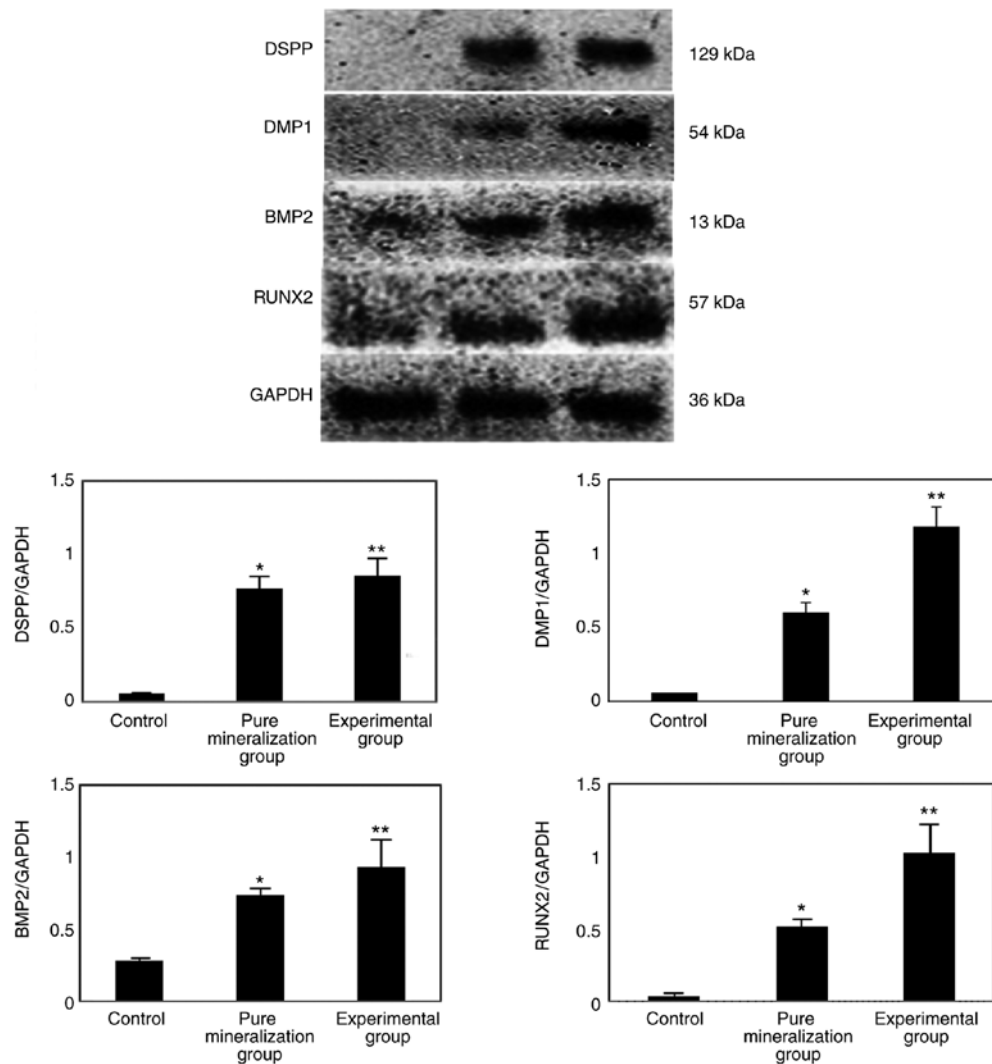 DSPP 129 kDa
DMP1 54 kDa
BMP2 13 kDa
RUNX2 57 kDa
GAPDH 36 kDa
1.5
1
0.5
0
DSPP/GAPDH
*
**
Control
Pure
mineralization
group
Experimental
group
1.5
1
0.5
0
DMP1/GAPDH
*
**
Control
Pure
mineralization
group
Experimental
group
1.5
1
0.5
0
BMP2/GAPDH
*
**
Control
Pure
mineralization
group
Experimental
group
1.5
1
0.5
0
RUNX2/GAPDH
*
**
Control
Pure
mineralization
group
Experimental
group